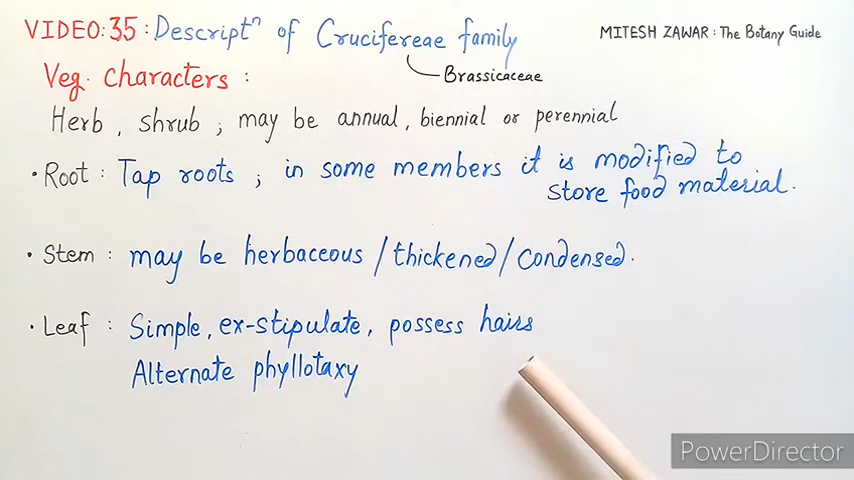 VIDEO:35: Descriptⁿ of Crucifereae family
MITESH ZAWAR: The Botany Guide
Brassicaceae
Veg. Characters:
Herb, shrub; may be annual, biennial or perennial
• Root: Tap roots; in some members it is modified to
store food material.
• Stem: may be herbaceous/thickened/condensed.
• Leaf: Simple, ex-stipulate, possess hairs
Alternate phyllotaxy
PowerDirector